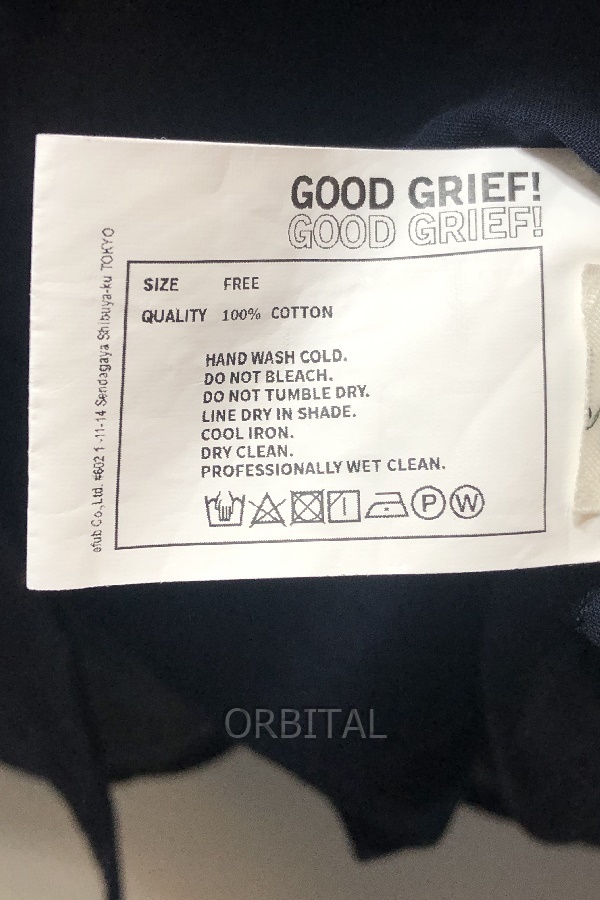 GOOD GRIEF!
GOOD GRIEF!
SIZE FREE
QUALITY 100% COTTON
HAND WASH COLD.
DO NOT BLEACH.
DO NOT TUMBLE DRY.
LINE DRY IN SHADE.
COOL IRON.
DRY CLEAN.
PROFESSIONALLY WET CLEAN.
P W
efub Co,.Ltd. #602 1-11-14 Sendagaya Shibuya-ku TOKYO
ORBITAL